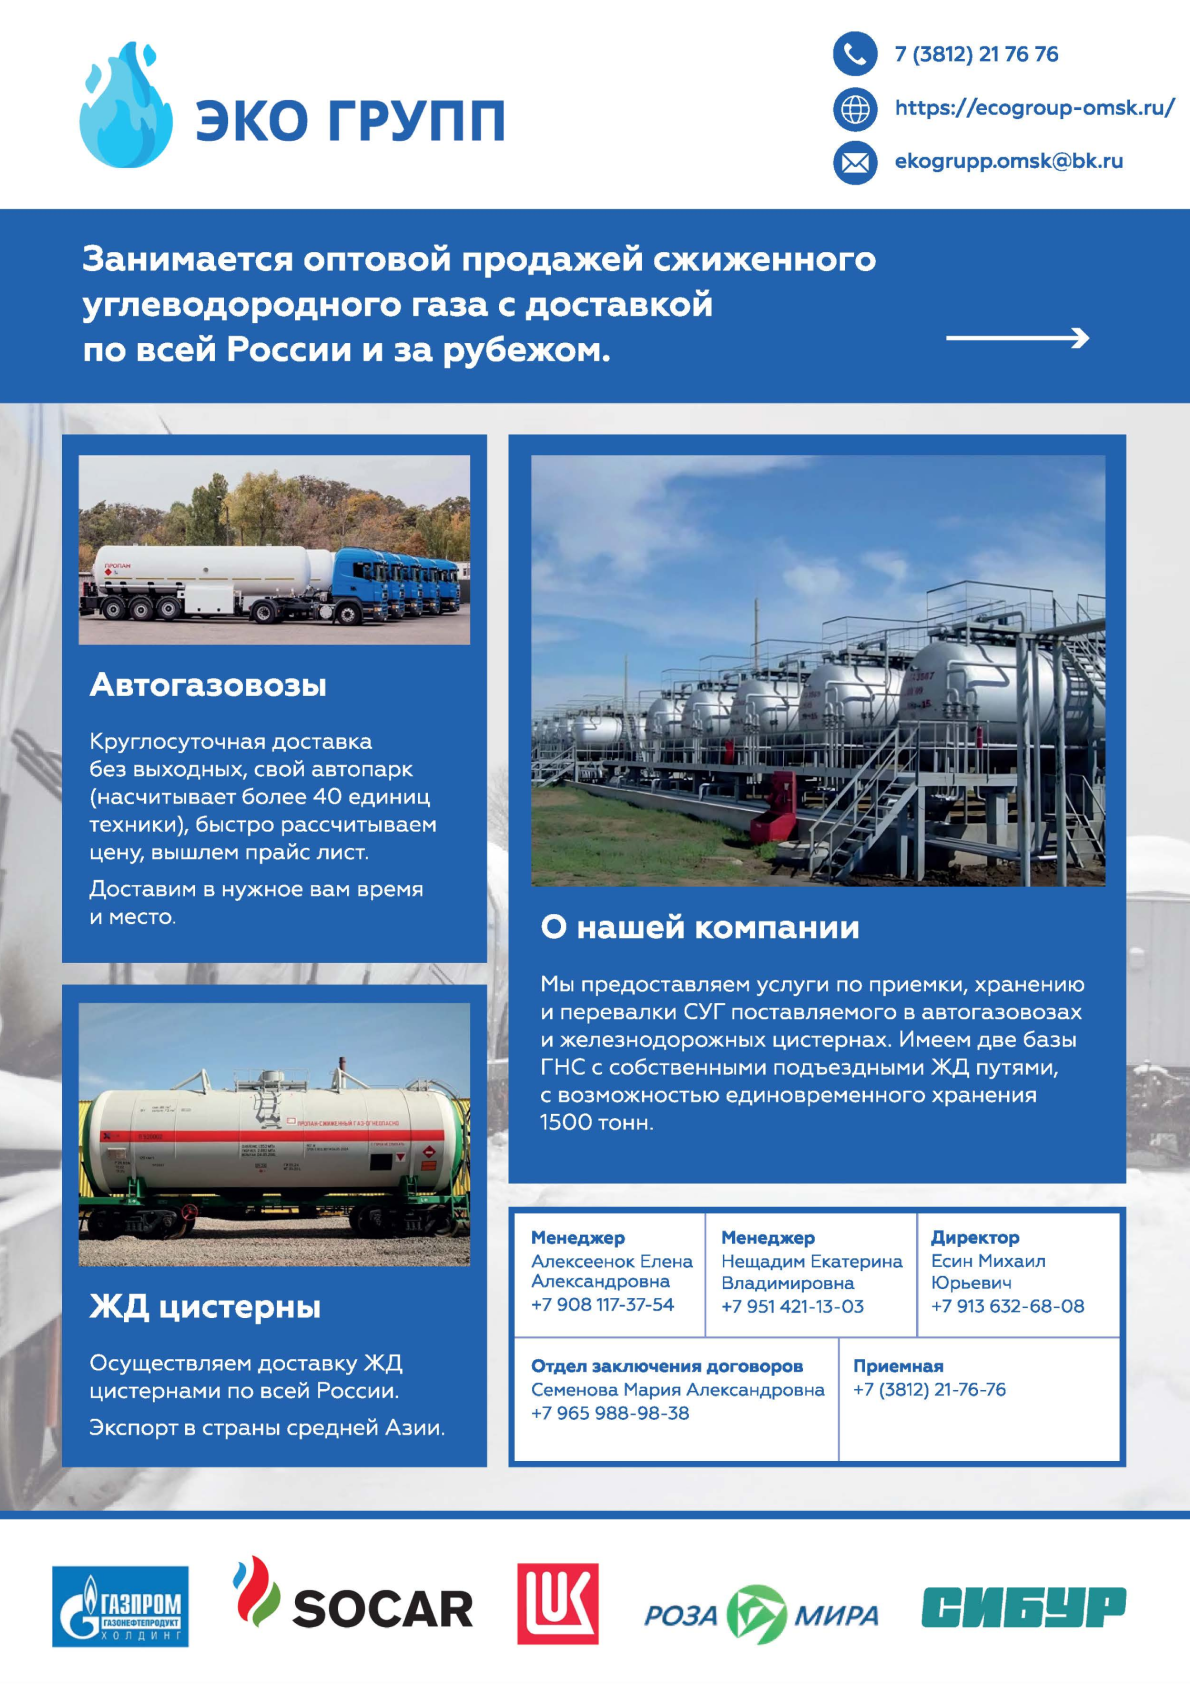 ЭКО ГРУПП
7 (3812) 21 76 76
https://ecogroup-omsk.ru/
ekogrupp.omsk@bk.ru
Занимается оптовой продажей сжиженного
углеводородного газа с доставкой
по всей России и за рубежом.
ПРОПАН
Автогазовозы
Круглосуточная доставка
без выходных, свой автопарк
(насчитывает более 40 единиц
техники), быстро рассчитываем
цену, вышлем прайс лист.
Доставим в нужное вам время
и место.
ПРОПАН-СЖИЖЕННЫЙ ГАЗ-ОГНЕОПАСНО
ЖД цистерны
Осуществляем доставку ЖД
цистернами по всей России.
Экспорт в страны средней Азии.
О нашей компании
Мы предоставляем услуги по приемки, хранению
и перевалки СУГ поставляемого в автогазовозах
и железнодорожных цистернах. Имеем две базы
ГНС с собственными подъездными ЖД путями,
с возможностью единовременного хранения
1500 тонн.
Менеджер
Алексеенок Елена
Александровна
+7 908 117-37-54
Менеджер
Нещадим Екатерина
Владимировна
+7 951 421-13-03
Директор
Есин Михаил
Юрьевич
+7 913 632-68-08
Отдел заключения договоров
Семенова Мария Александровна
+7 965 988-98-38
Приемная
+7 (3812) 21-76-76
ГАЗПРОМ
ГАЗОНЕФТЕПРОДУКТ
ХОЛДИНГ
SOCAR
LUK
РОЗА МИРА
СИБУР